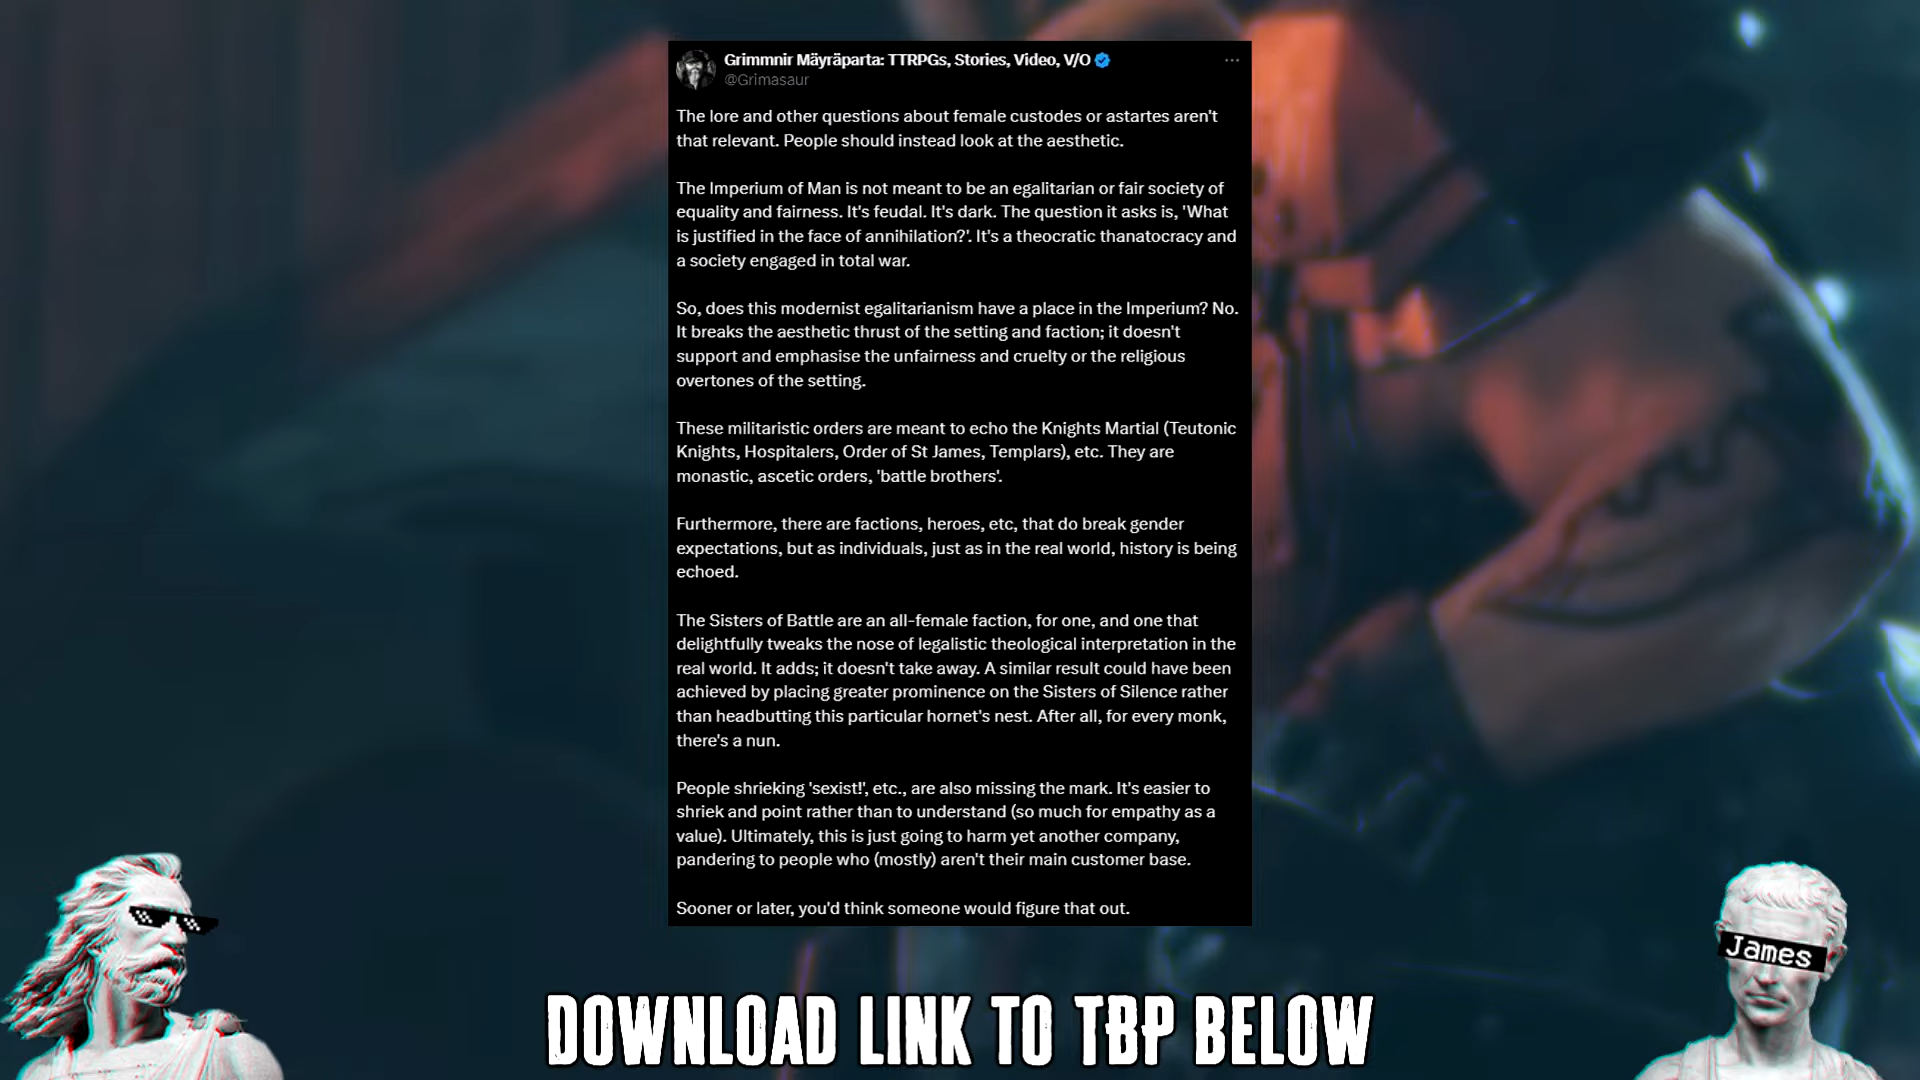 Grimmnir Mäyräparta: TTRPGs, Stories, Video, V/O
@Grimasaur
The lore and other questions about female custodes or astartes aren't
that relevant. People should instead look at the aesthetic.
The Imperium of Man is not meant to be an egalitarian or fair society of
equality and fairness. It's feudal. It's dark. The question it asks is, 'What
is justified in the face of annihilation?'. It's a theocratic thanatocracy and
a society engaged in total war.
So, does this modernist egalitarianism have a place in the Imperium? No.
It breaks the aesthetic thrust of the setting and faction; it doesn't
support and emphasise the unfairness and cruelty or the religious
overtones of the setting.
These militaristic orders are meant to echo the Knights Martial (Teutonic
Knights, Hospitalers, Order of St James, Templars), etc. They are
monastic, ascetic orders, 'battle brothers'.
Furthermore, there are factions, heroes, etc, that do break gender
expectations, but as individuals, just as in the real world, history is being
echoed.
The Sisters of Battle are an all-female faction, for one, and one that
delightfully tweaks the nose of legalistic theological interpretation in the
real world. It adds; it doesn't take away. A similar result could have been
achieved by placing greater prominence on the Sisters of Silence rather
than headbutting this particular hornet's nest. After all, for every monk,
there's a nun.
People shrieking 'sexist!', etc., are also missing the mark. It's easier to
shriek and point rather than to understand (so much for empathy as a
value). Ultimately, this is just going to harm yet another company,
pandering to people who (mostly) aren't their main customer base.
Sooner or later, you'd think someone would figure that out.
James
DOWNLOAD LINK TO TBP BELOW